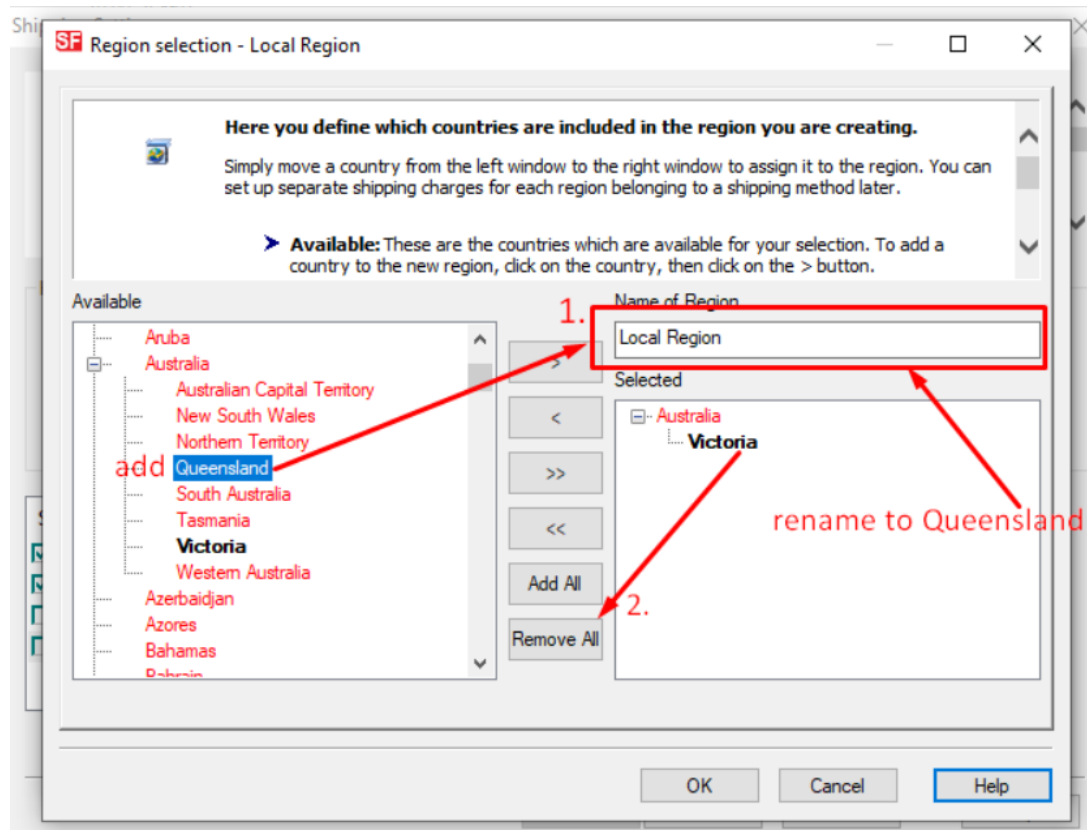 Shi
SF Region selection - Local Region
Here you define which countries are included in the region you are creating.
Simply move a country from the left window to the right window to assign it to the region. You can
set up separate shipping charges for each region belonging to a shipping method later.
Available: These are the countries which are available for your selection. To add a
country to the new region, click on the country, then click on the > button.
Available
Aruba
Australia
Australian Capital Territory
New South Wales
Northern Territory
add Queensland
South Australia
Tasmania
Victoria
Western Australia
Azerbaidjan
Azores
Bahamas
Bahrain
1.
>
<
>>
<<
Add All
Remove All
2.
Name of Region
Local Region
Selected
Australia
Victoria
rename to Queensland
OK
Cancel
Help